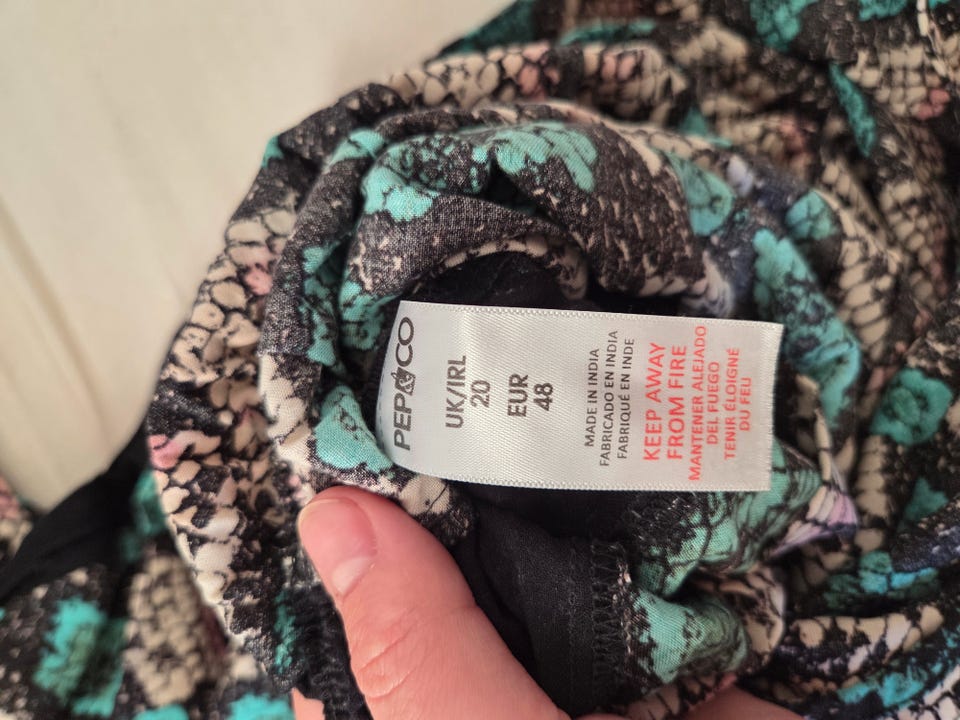 PEP&CO
UK/IRL
20
EUR
48
MADE IN INDIA
FABRICADO EN INDIA
FABRIQUÉ EN INDE
KEEP AWAY
FROM FIRE
MANTENER ALEJADO
DEL FUEGO
TENIR ÉLOIGNÉ
DU FEU